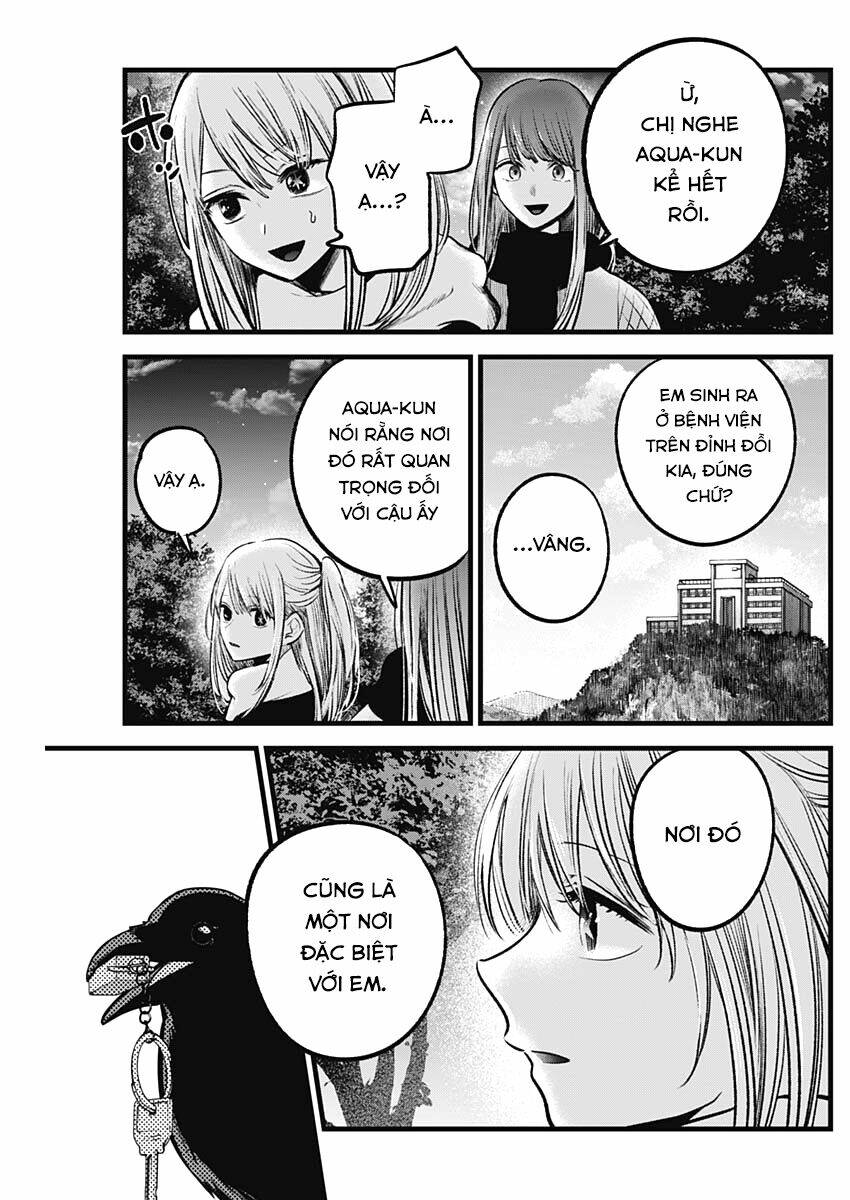 Ừ,
CHỊ NGHE
AQUA-KUN
KỂ HẾT
RỒI.
À...
VẬY
Ạ...?
EM SINH RA
Ở BỆNH VIỆN
TRÊN ĐỈNH ĐỒI
KIA, ĐÚNG
CHỨ?
...VÂNG.
AQUA-KUN
NÓI RẰNG NƠI
ĐÓ RẤT QUAN
TRỌNG ĐỐI
VỚI CẬU ẤY
VẬY Ạ.
NƠI ĐÓ
CŨNG LÀ
MỘT NƠI
ĐẶC BIỆT
VỚI EM.